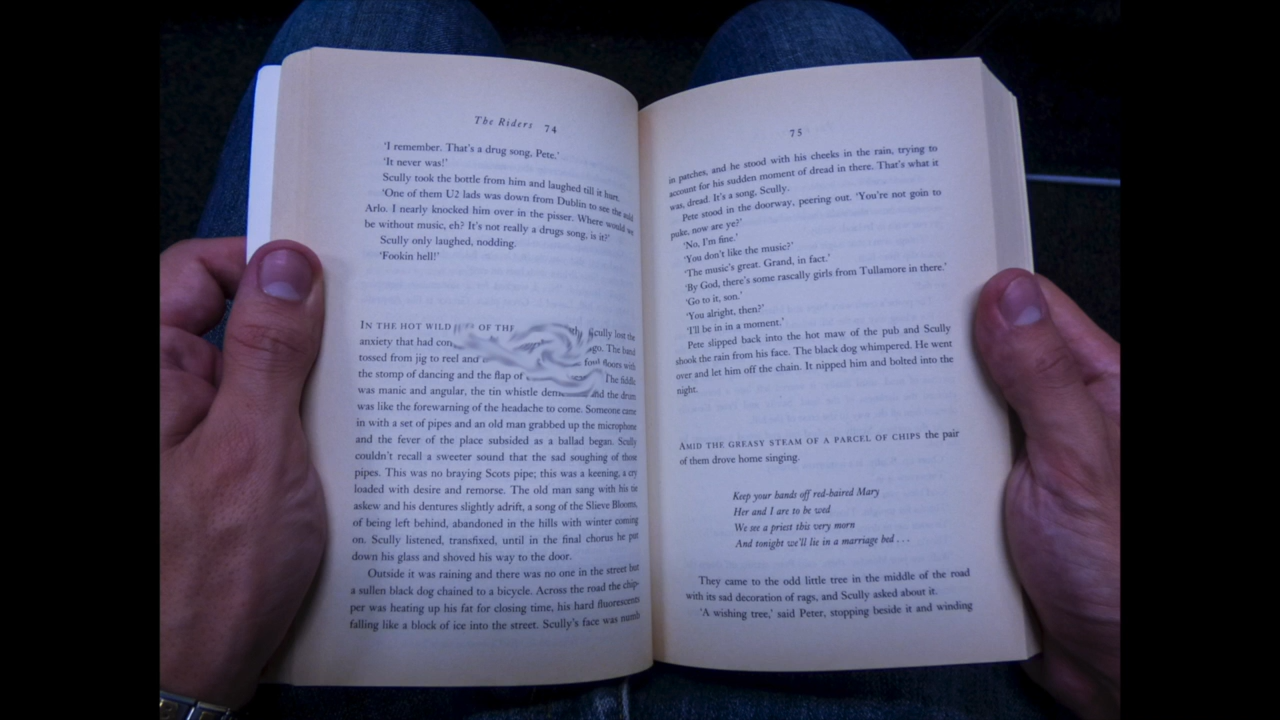 The Riders 74
'I remember. That's a drug song, Pete.'
'It never was!'
Scully took the bottle from him and laughed till it hurt.
'One of them U2 lads was down from Dublin to see the auld
Arlo. I nearly knocked him over in the pisser. Where would we
be without music, eh? It's not really a drugs song, is it?'
Scully only laughed, nodding.
'Fookin hell!'
IN THE HOT WILD OF THE Scully lost the
anxiety that had ago. The band
tossed from jig to reel and floors with
the stomp of dancing and the flap of The fiddle
was manic and angular, the tin whistle and the drum
was like the forewarning of the headache to come. Someone came
in with a set of pipes and an old man grabbed up the microphone
and the fever of the place subsided as a ballad began. Scully
couldn't recall a sweeter sound that the sad soughing of those
pipes. This was no braying Scots pipe; this was a keening, a cry
loaded with desire and remorse. The old man sang with his tie
askew and his dentures slightly adrift, a song of the Slieve Blooms,
of being left behind, abandoned in the hills with winter coming
on. Scully listened, transfixed, until in the final chorus he put
down his glass and shoved his way to the door.
Outside it was raining and there was no one in the street but
a sullen black dog chained to a bicycle. Across the road the chip-
per was heating up his fat for closing time, his hard fluorescents
falling like a block of ice into the street. Scully's face was numb
75
in patches, and he stood with his cheeks in the rain, trying to
account for his sudden moment of dread in there. That's what it
was, dread. It's a song, Scully.
Pete stood in the doorway, peering out. 'You're not goin to
puke, now are ye?'
'No, I'm fine.'
'You don't like the music?'
'The music's great. Grand, in fact.'
'By God, there's some rascally girls from Tullamore in there.'
'Go to it, son.'
'You alright, then?'
'I'll be in in a moment.'
Pete slipped back into the hot maw of the pub and Scully
shook the rain from his face. The black dog whimpered. He went
over and let him off the chain. It nipped him and bolted into the
night.
AMID THE GREASY STEAM OF A PARCEL OF CHIPS the pair
of them drove home singing.
Keep your hands off red-haired Mary
Her and I are to be wed
We see a priest this very morn
And tonight we'll lie in a marriage bed . . .
They came to the odd little tree in the middle of the road
with its sad decoration of rags, and Scully asked about it.
'A wishing tree,' said Peter, stopping beside it and winding